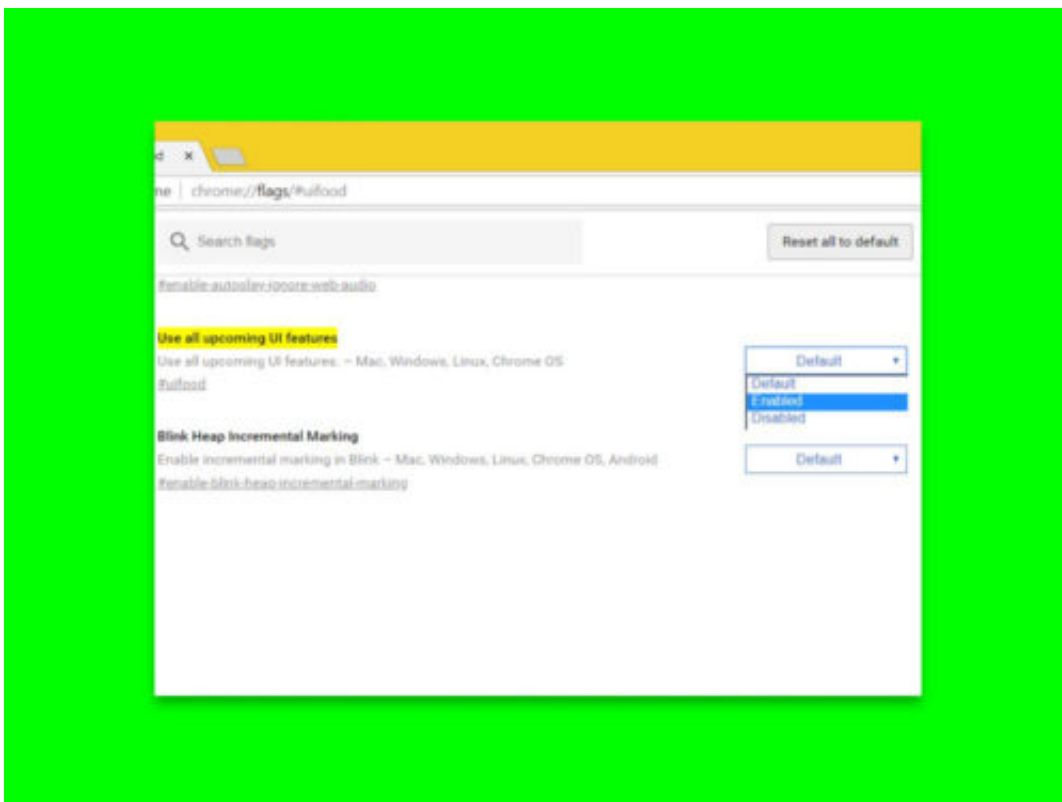 d ×
me | chrome://flags/#uifood
Search flags
Reset all to default
#enable-autoplay-ignore-web-audio
Use all upcoming UI features
Use all upcoming UI features. – Mac, Windows, Linux, Chrome OS
Default
#uifood
Default
Enabled
Disabled
Blink Heap Incremental Marking
Enable incremental marking in Blink – Mac, Windows, Linux, Chrome OS, Android
Default
#enable-blink-heap-incremental-marking